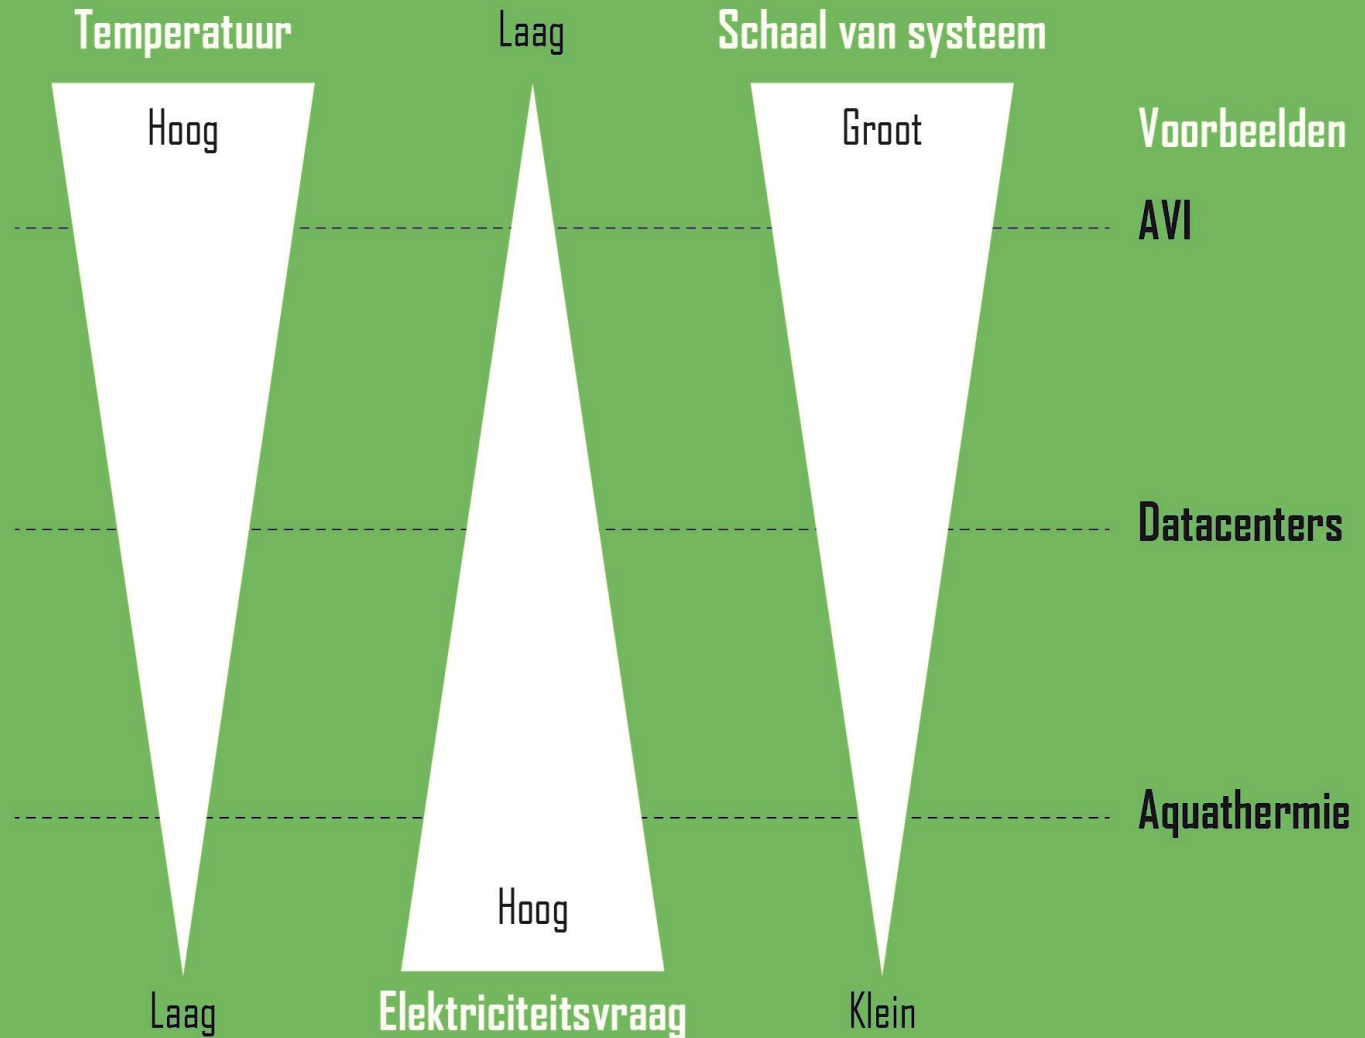 Temperatuur
Laag
Schaal van systeem
Hoog
Groot
Voorbeelden
AVI
Datacenters
Aquathermie
Hoog
Laag
Elektriciteitsvraag
Klein